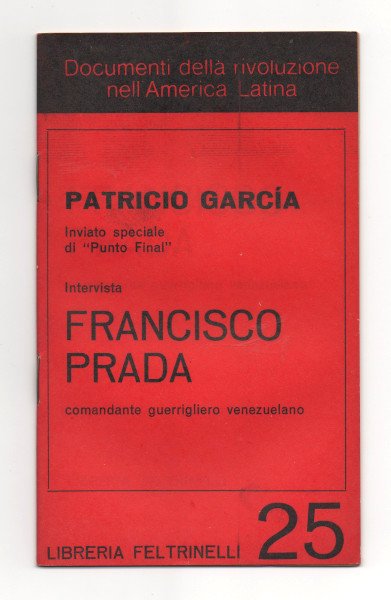 Documenti della rivoluzione
nell'America Latina
PATRICIO GARCÍA
Inviato speciale
di "Punto Final"
Intervista
FRANCISCO
PRADA
comandante guerrigliero venezuelano
LIBRERIA FELTRINELLI 25